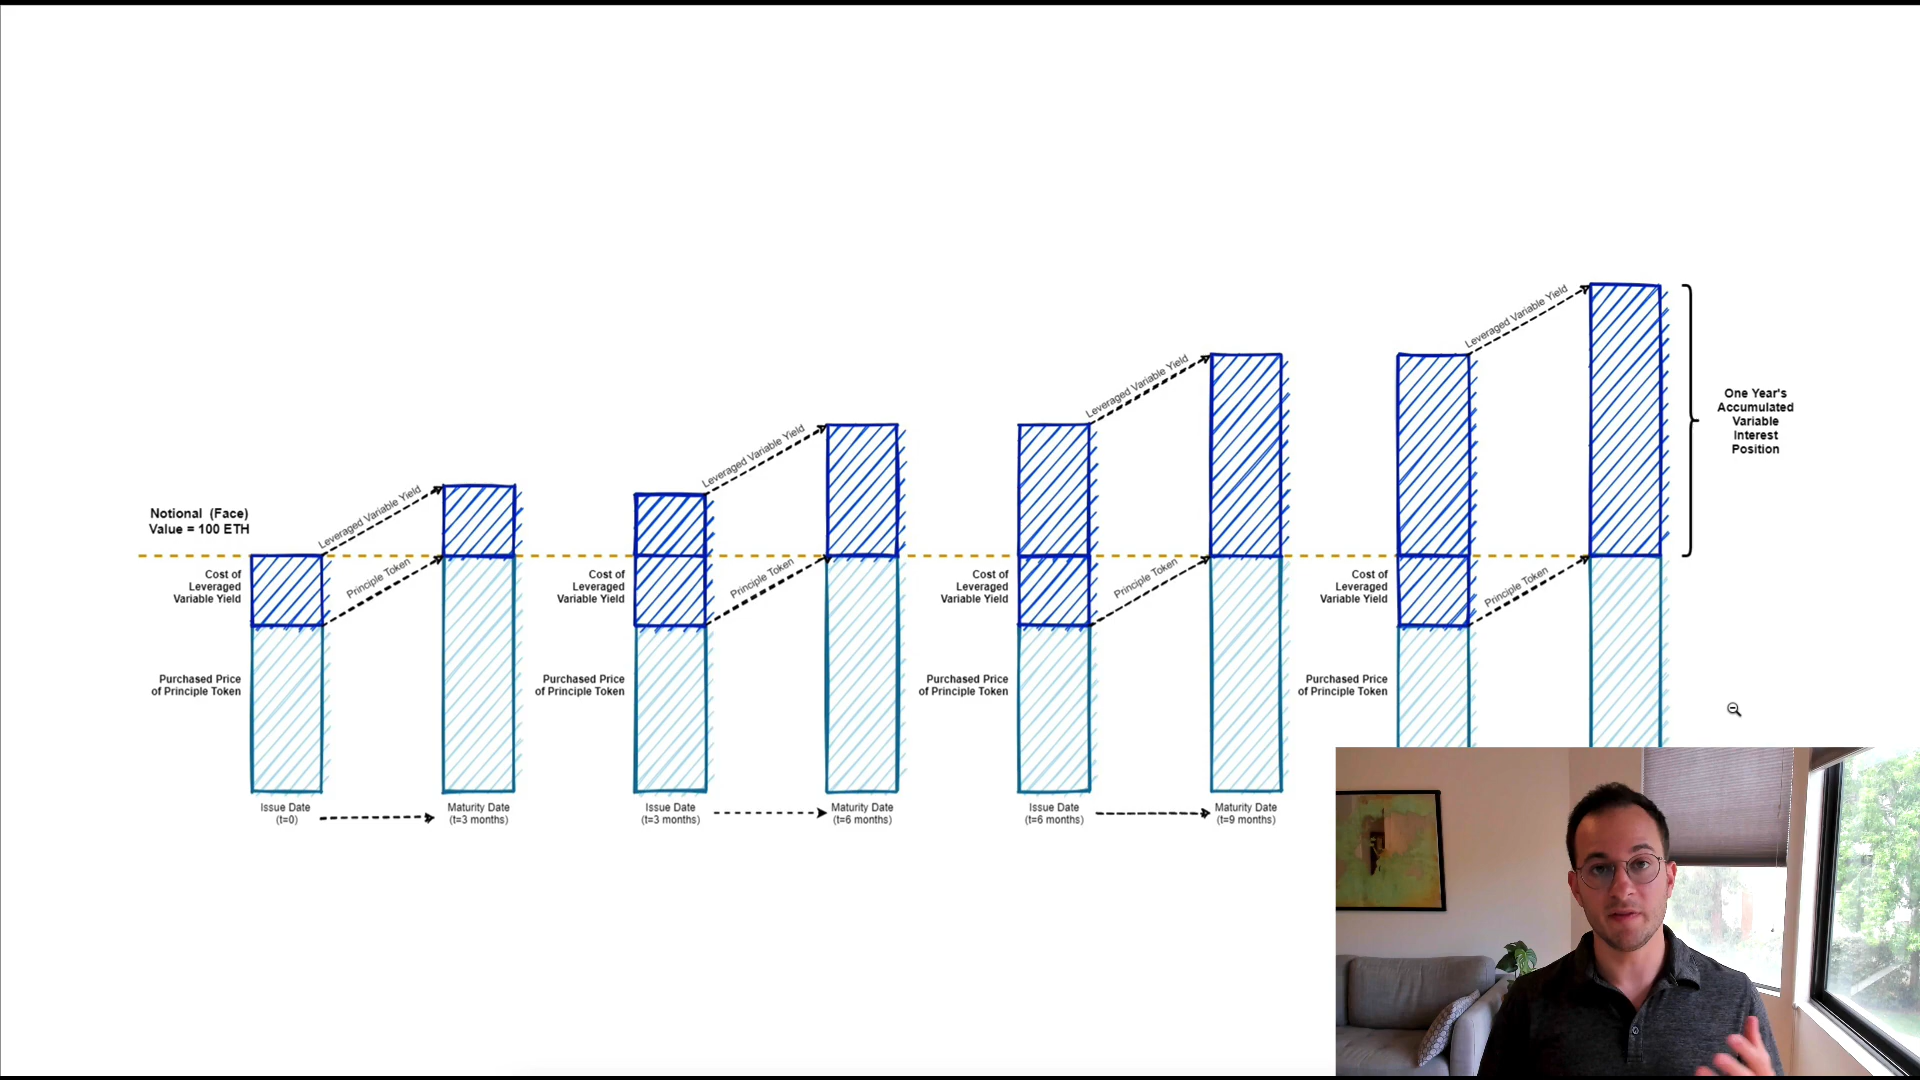 Notional (Face)
Value = 100 ETH
Cost of
Leveraged
Variable Yield
Purchased Price
of Principle Token
Leveraged Variable Yield
Principle Token
Issue Date
(t=0)
Maturity Date
(t=3 months)
Cost of
Leveraged
Variable Yield
Purchased Price
of Principle Token
Leveraged Variable Yield
Principle Token
Issue Date
(t=3 months)
Maturity Date
(t=6 months)
Cost of
Leveraged
Variable Yield
Purchased Price
of Principle Token
Leveraged Variable Yield
Principle Token
Issue Date
(t=6 months)
Maturity Date
(t=9 months)
Cost of
Leveraged
Variable Yield
Purchased Price
of Principle Token
Leveraged Variable Yield
Principle Token
One Year's
Accumulated
Variable
Interest
Position